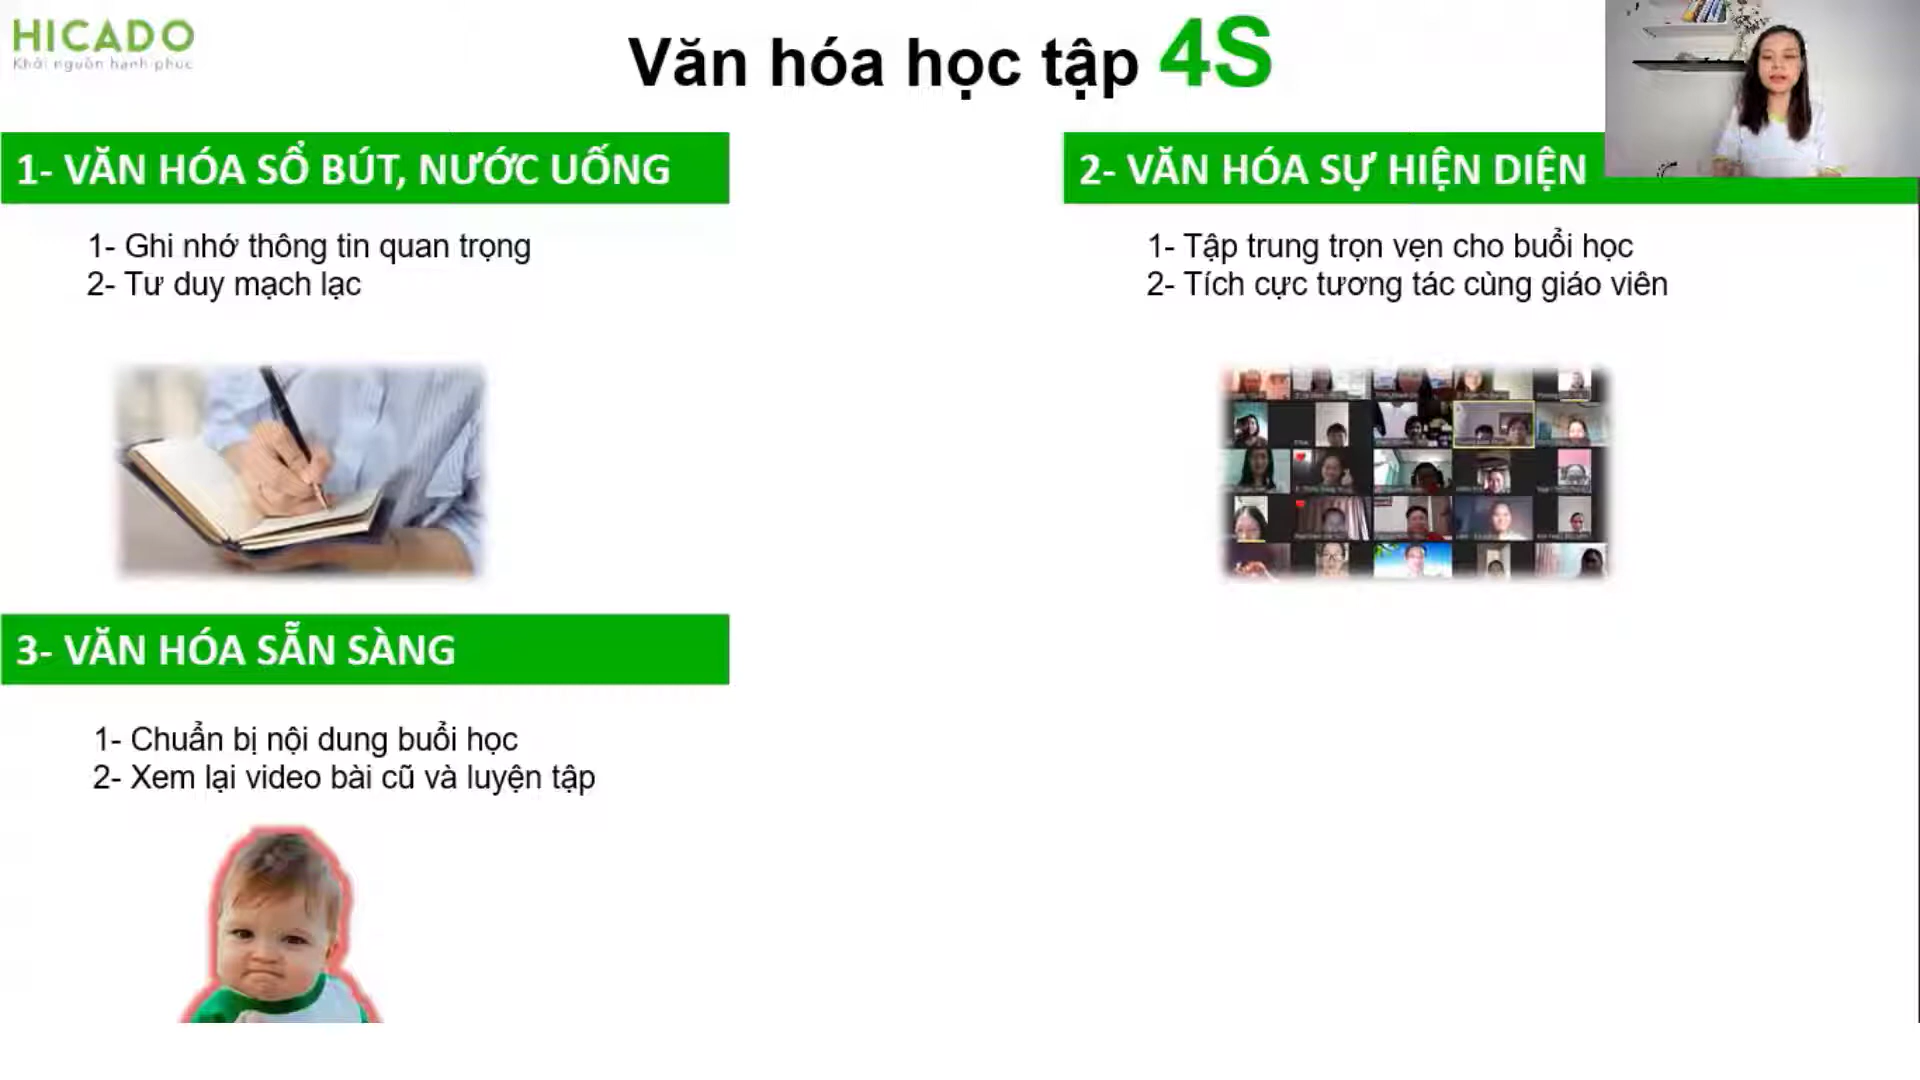 HICADO
Khởi nguồn hạnh phúc
Văn hóa học tập 4S
1- VĂN HÓA SỔ BÚT, NƯỚC UỐNG
1- Ghi nhớ thông tin quan trọng
2- Tư duy mạch lạc
2- VĂN HÓA SỰ HIỆN DIỆN
1- Tập trung trọn vẹn cho buổi học
2- Tích cực tương tác cùng giáo viên
3- VĂN HÓA SẴN SÀNG
1- Chuẩn bị nội dung buổi học
2- Xem lại video bài cũ và luyện tập